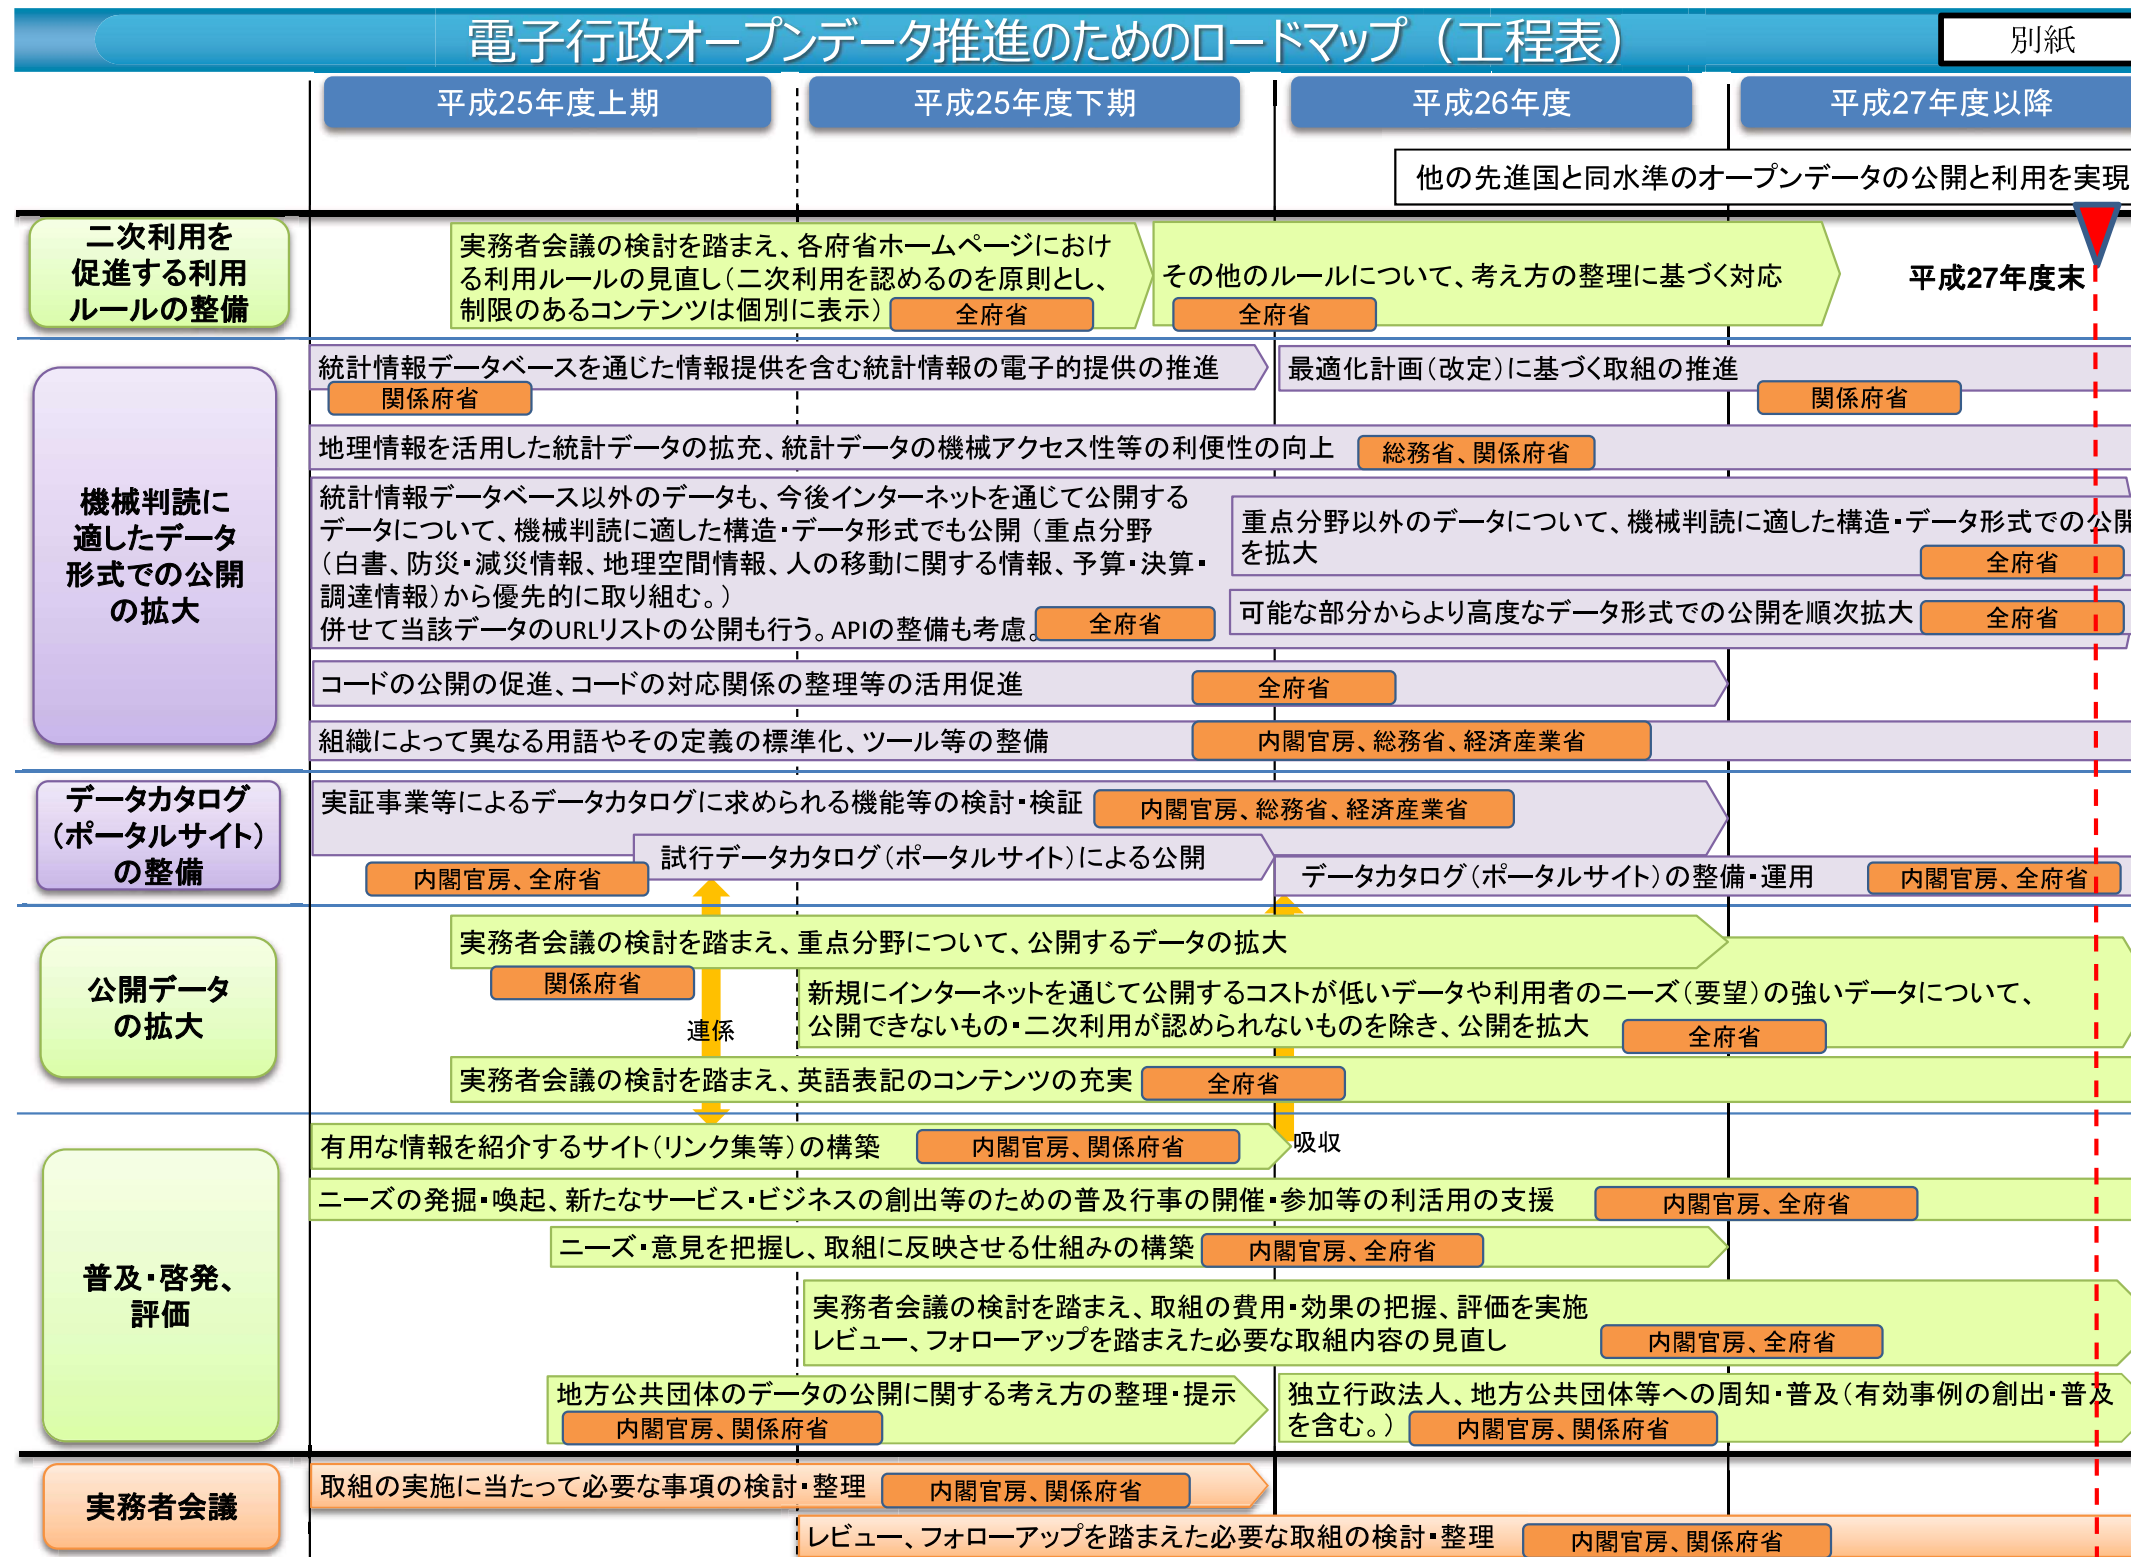 電子行政オープンデータ推進のためのロードマップ（工程表）
別紙
平成25年度上期
平成25年度下期
平成26年度
平成27年度以降
他の先進国と同水準のオープンデータの公開と利用を実現
二次利用を
促進する利用
ルールの整備
実務者会議の検討を踏まえ、各府省ホームページにおけ
る利用ルールの見直し（二次利用を認めるのを原則とし、
制限のあるコンテンツは個別に表示）
全府省
その他のルールについて、考え方の整理に基づく対応
全府省
平成27年度末
機械判読に
適したデータ
形式での公開
の拡大
統計情報データベースを通じた情報提供を含む統計情報の電子的提供の推進
関係府省
最適化計画（改定）に基づく取組の推進
関係府省
地理情報を活用した統計データの拡充、統計データの機械アクセス性等の利便性の向上
総務省、関係府省
統計情報データベース以外のデータも、今後インターネットを通じて公開する
データについて、機械判読に適した構造・データ形式でも公開（重点分野
（白書、防災・減災情報、地理空間情報、人の移動に関する情報、予算・決算・
調達情報）から優先的に取り組む。）
併せて当該データのURLリストの公開も行う。APIの整備も考慮。
全府省
重点分野以外のデータについて、機械判読に適した構造・データ形式での公開
を拡大
全府省
可能な部分からより高度なデータ形式での公開を順次拡大
全府省
コードの公開の促進、コードの対応関係の整理等の活用促進
全府省
組織によって異なる用語やその定義の標準化、ツール等の整備
内閣官房、総務省、経済産業省
データカタログ
（ポータルサイト）
の整備
実証事業等によるデータカタログに求められる機能等の検討・検証
内閣官房、総務省、経済産業省
試行データカタログ（ポータルサイト）による公開
内閣官房、全府省
データカタログ（ポータルサイト）の整備・運用
内閣官房、全府省
公開データ
の拡大
実務者会議の検討を踏まえ、重点分野について、公開するデータの拡大
関係府省
新規にインターネットを通じて公開するコストが低いデータや利用者のニーズ（要望）の強いデータについて、
公開できないもの・二次利用が認められないものを除き、公開を拡大
全府省
連係
実務者会議の検討を踏まえ、英語表記のコンテンツの充実
全府省
普及・啓発、
評価
有用な情報を紹介するサイト（リンク集等）の構築
内閣官房、関係府省
吸収
ニーズの発掘・喚起、新たなサービス・ビジネスの創出等のための普及行事の開催・参加等の利活用の支援
内閣官房、全府省
ニーズ・意見を把握し、取組に反映させる仕組みの構築
内閣官房、全府省
実務者会議の検討を踏まえ、取組の費用・効果の把握、評価を実施
レビュー、フォローアップを踏まえた必要な取組内容の見直し
内閣官房、全府省
地方公共団体のデータの公開に関する考え方の整理・提示
内閣官房、関係府省
独立行政法人、地方公共団体等への周知・普及（有効事例の創出・普及
を含む。）
内閣官房、関係府省
実務者会議
取組の実施に当たって必要な事項の検討・整理
内閣官房、関係府省
レビュー、フォローアップを踏まえた必要な取組の検討・整理
内閣官房、関係府省